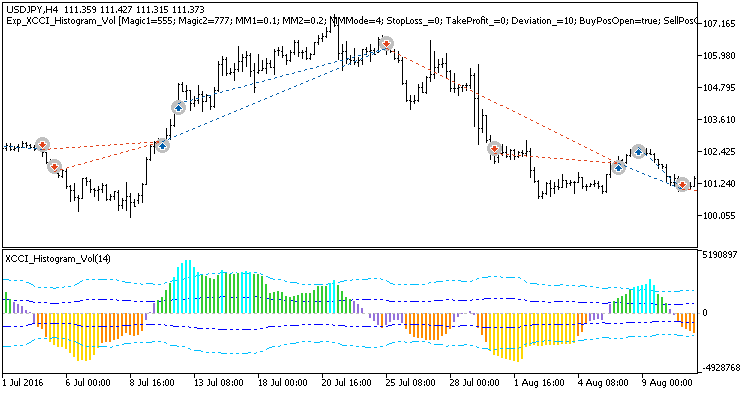 USDJPY,H4 111.359 111.427 111.315 111.373
Exp_XCCI_Histogram_Vol [Magic1=555; Magic2=777; MM1=0.1; MM2=0.2; MMMode=4; StopLoss_=0; TakeProfit_=0; Deviation_=10; BuyPosOpen=true; SellPosO
107.165
105.980
104.795
103.610
102.425
101.240
100.055
XCCI_Histogram_Vol(14)
5190897
0
-4928768
1 Jul 2016 6 Jul 00:00 8 Jul 16:00 13 Jul 08:00 18 Jul 00:00 20 Jul 16:00 25 Jul 08:00 28 Jul 00:00 1 Aug 16:00 4 Aug 08:00 9 Aug 00:00